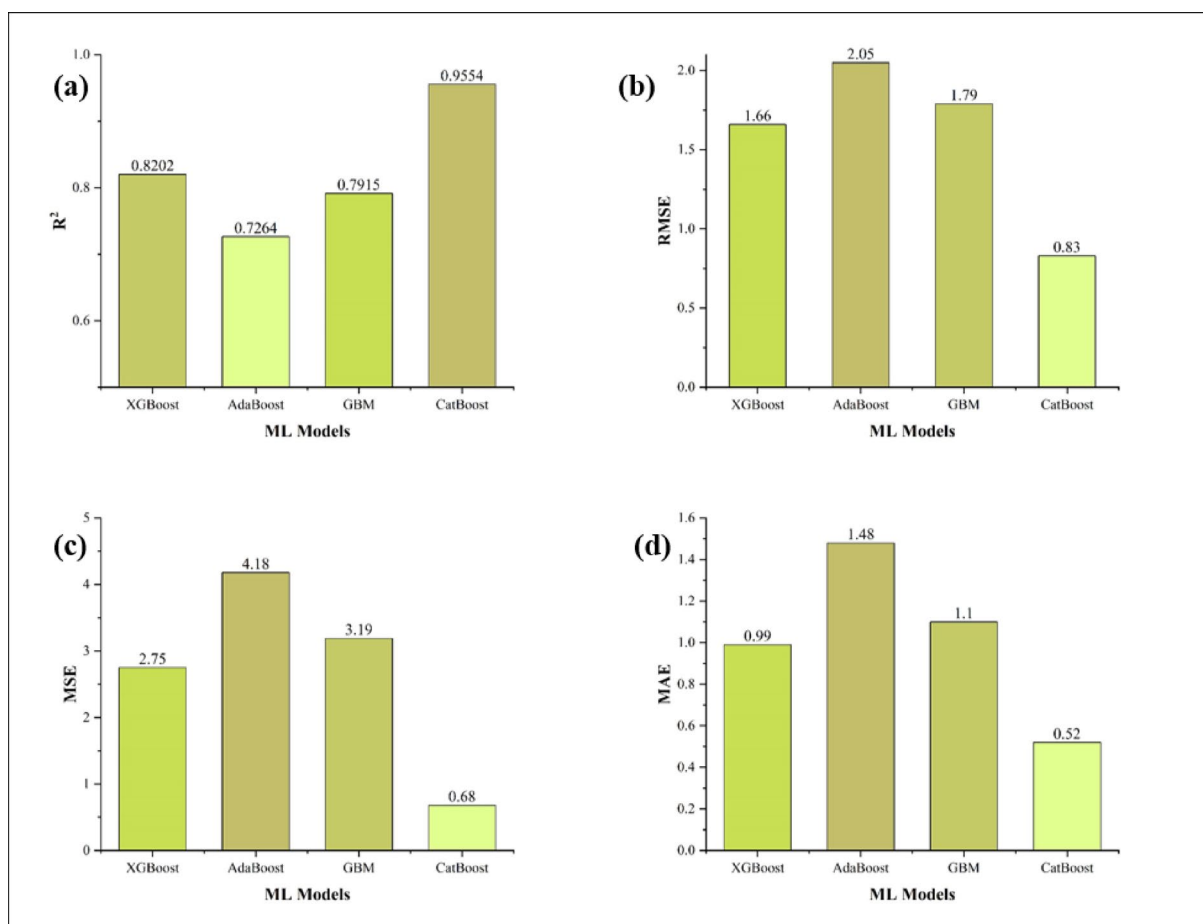 (a)
R²
1.0
0.8
0.6
0.8202
0.7264
0.7915
0.9554
XGBoost AdaBoost GBM CatBoost
ML Models
(b)
RMSE
2.0
1.5
1.0
0.5
0.0
1.66
2.05
1.79
0.83
XGBoost AdaBoost GBM CatBoost
ML Models
(c)
MSE
5
4
3
2
1
0
2.75
4.18
3.19
0.68
XGBoost AdaBoost GBM CatBoost
ML Models
(d)
MAE
1.6
1.4
1.2
1.0
0.8
0.6
0.4
0.2
0.0
0.99
1.48
1.1
0.52
XGBoost AdaBoost GBM CatBoost
ML Models